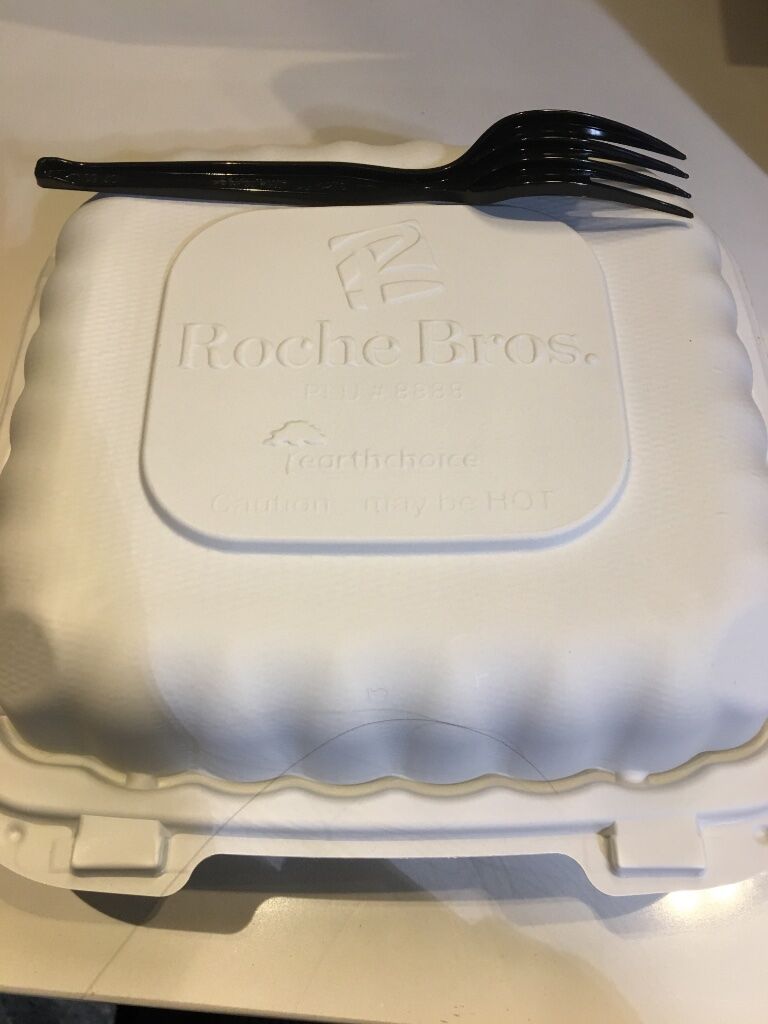 Roche Bros.
PLU # 8888
earthchoice
Caution may be HOT